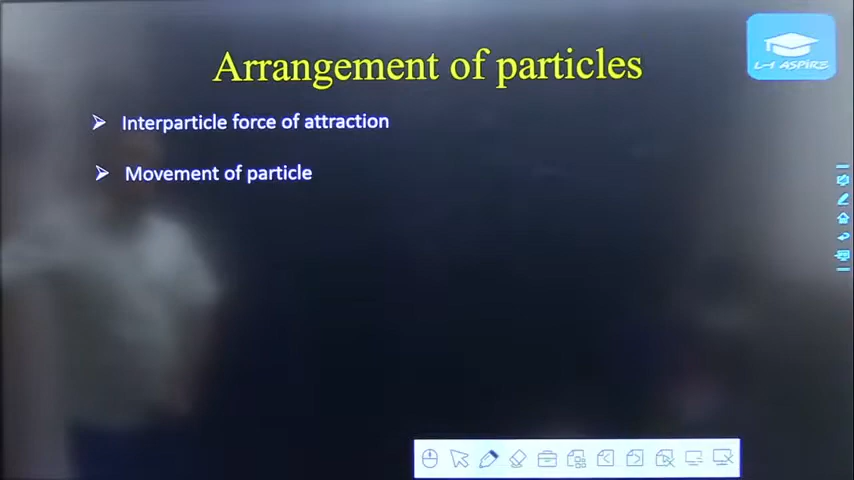 Arrangement of particles
L-1 ASPIRE
➢ Interparticle force of attraction
➢ Movement of particle